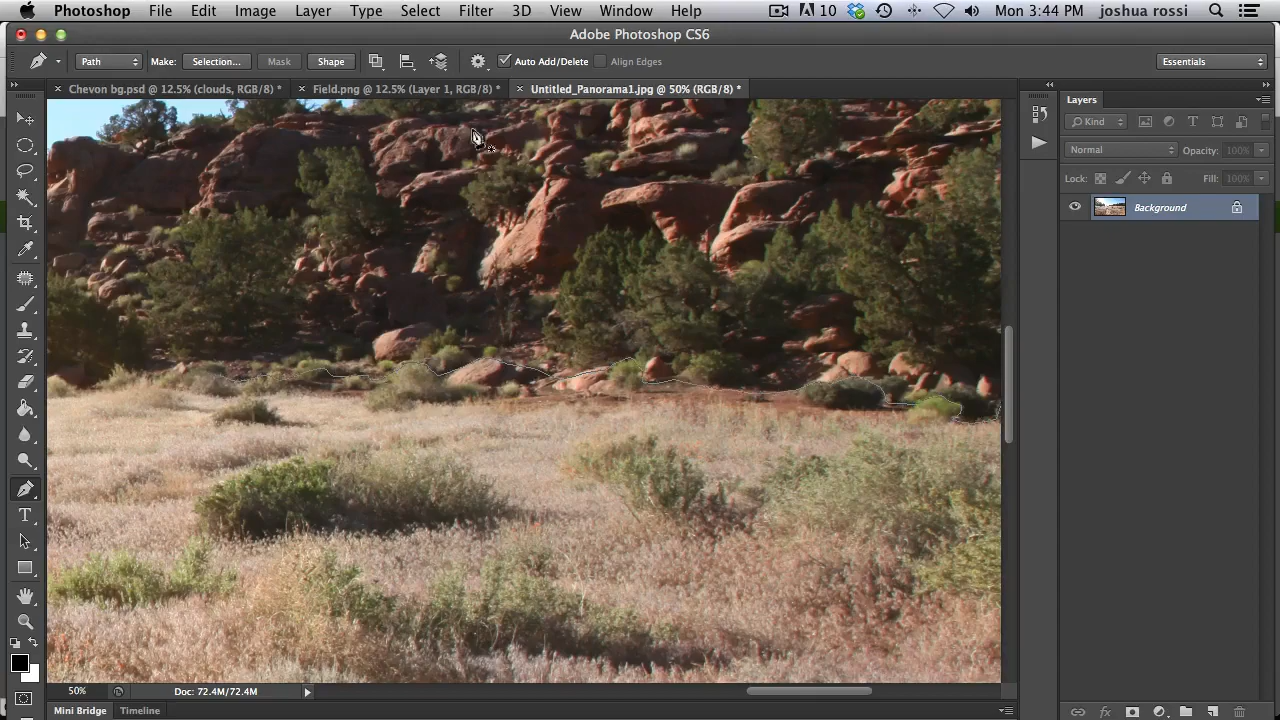 Photoshop File Edit Image Layer Type Select Filter 3D View Window Help 10 Mon 3:44 PM joshua rossi
Adobe Photoshop CS6
Path Make: Selection... Mask Shape Auto Add/Delete Align Edges Essentials
Chevon bg.psd @ 12.5% (clouds, RGB/8) * Field.png @ 12.5% (Layer 1, RGB/8) * Untitled_Panorama1.jpg @ 50% (RGB/8) *
Layers
Kind
Normal Opacity: 100%
Lock: Fill: 100%
Background
50% Doc: 72.4M/72.4M
Mini Bridge Timeline